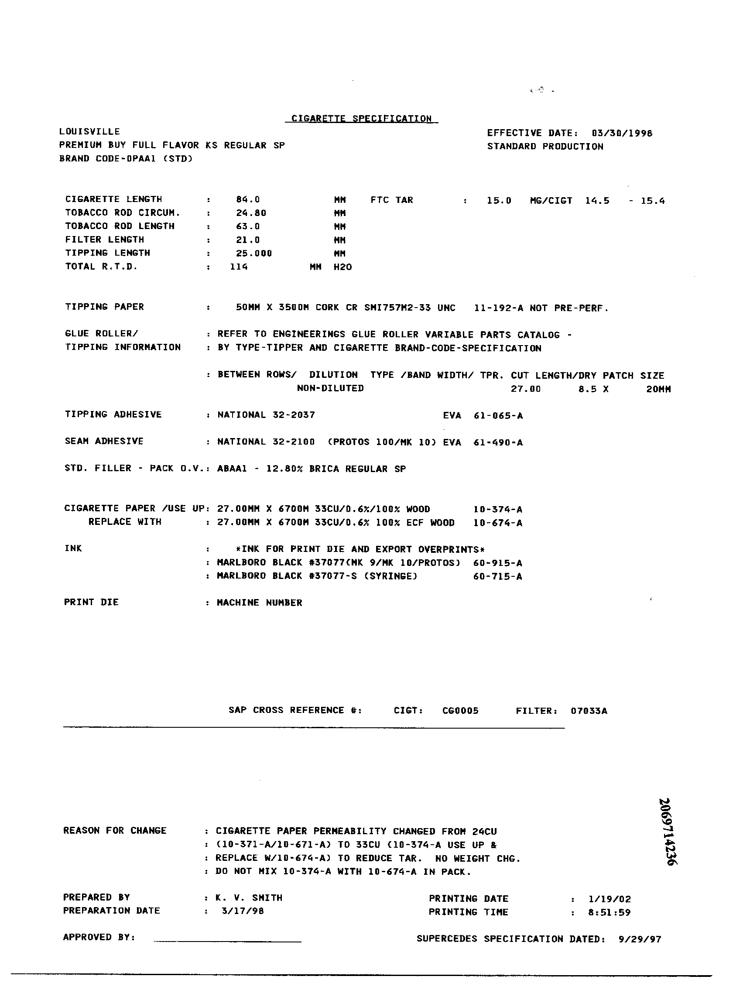 CIGARETTE SPECIFICATION
LOUISVILLE EFFECTIVE DATE: 03/30/1998
PREMIUM BUY FULL FLAVOR KS REGULAR SP STANDARD PRODUCTION
BRAND CODE-OPAA1 (STD)
CIGARETTE LENGTH : 84.0 MM FTC TAR : 15.0 MG/CIGT 14.5 - 15.4
TOBACCO ROD CIRCUM. : 24.80 MM
TOBACCO ROD LENGTH : 63.0 MM
FILTER LENGTH : 21.0 MM
TIPPING LENGTH : 25.000 MM
TOTAL R.T.D. : 114 MM H2O
TIPPING PAPER : 50MM X 3500M CORK CR SMI757M2-33 UNC 11-192-A NOT PRE-PERF.
GLUE ROLLER/ : REFER TO ENGINEERINGS GLUE ROLLER VARIABLE PARTS CATALOG -
TIPPING INFORMATION : BY TYPE-TIPPER AND CIGARETTE BRAND-CODE-SPECIFICATION
: BETWEEN ROWS/ DILUTION TYPE /BAND WIDTH/ TPR. CUT LENGTH/DRY PATCH SIZE
NON-DILUTED 27.00 8.5 X 20MM
TIPPING ADHESIVE : NATIONAL 32-2037 EVA 61-065-A
SEAM ADHESIVE : NATIONAL 32-2100 (PROTOS 100/MK 10) EVA 61-490-A
STD. FILLER - PACK O.V.: ABAA1 - 12.80% BRICA REGULAR SP
CIGARETTE PAPER /USE UP: 27.00MM X 6700M 33CU/0.6%/100% WOOD 10-374-A
REPLACE WITH : 27.00MM X 6700M 33CU/0.6% 100% ECF WOOD 10-674-A
INK : *INK FOR PRINT DIE AND EXPORT OVERPRINTS*
: MARLBORO BLACK #37077(MK 9/MK 10/PROTOS) 60-915-A
: MARLBORO BLACK #37077-S (SYRINGE) 60-715-A
PRINT DIE : MACHINE NUMBER
SAP CROSS REFERENCE #: CIGT: CG0005 FILTER: 07033A
REASON FOR CHANGE : CIGARETTE PAPER PERMEABILITY CHANGED FROM 24CU
: (10-371-A/10-671-A) TO 33CU (10-374-A USE UP &
: REPLACE W/10-674-A) TO REDUCE TAR. NO WEIGHT CHG.
: DO NOT MIX 10-374-A WITH 10-674-A IN PACK.
PREPARED BY : K. V. SMITH PRINTING DATE : 1/19/02
PREPARATION DATE : 3/17/98 PRINTING TIME : 8:51:59
APPROVED BY: SUPERCEDES SPECIFICATION DATED: 9/29/97
2069714236